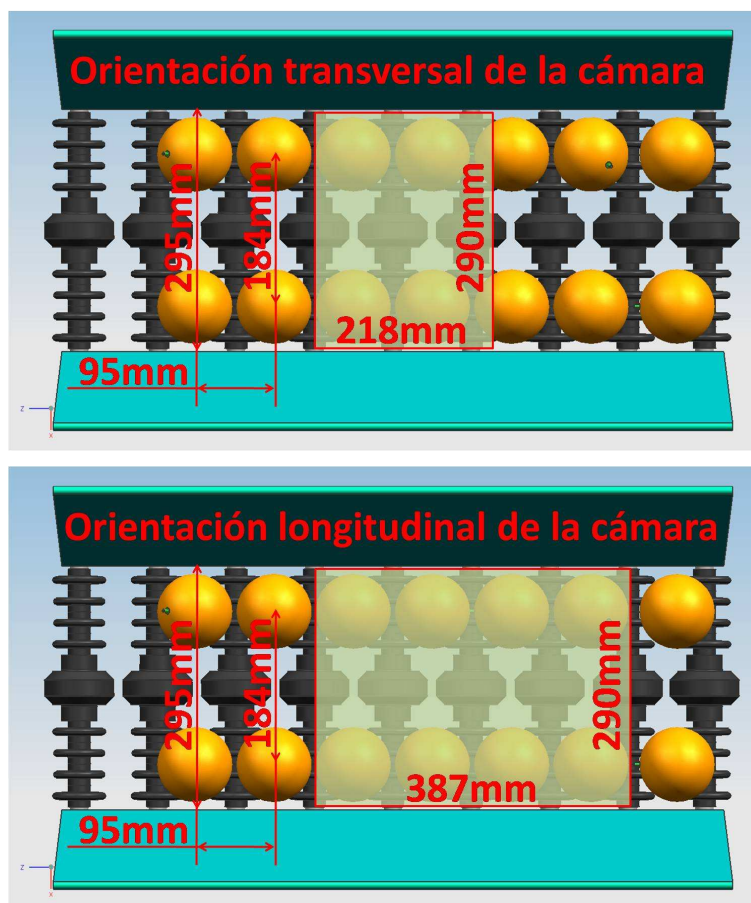 Orientación transversal de la cámara
295mm
184mm
290mm
218mm
95mm
z
x
Orientación longitudinal de la cámara
295mm
184mm
290mm
387mm
95mm
z
x